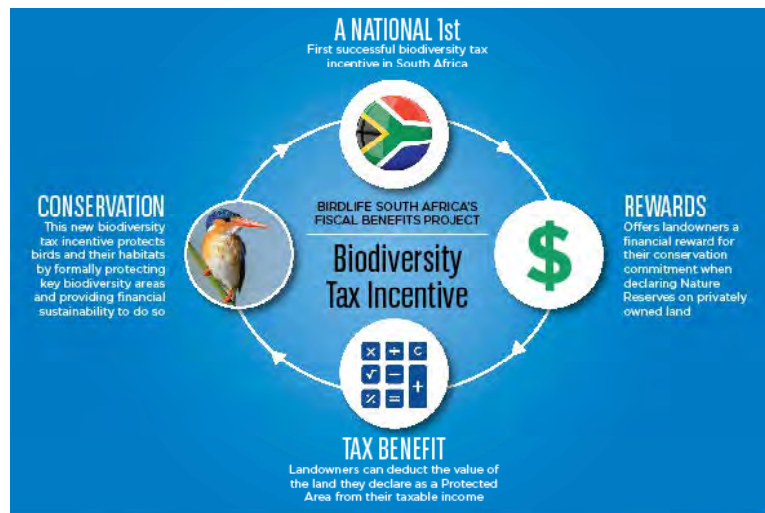 A NATIONAL 1st
First successful biodiversity tax
incentive in South Africa
BIRDLIFE SOUTH AFRICA'S
FISCAL BENEFITS PROJECT
Biodiversity
Tax Incentive
REWARDS
Offers landowners a
financial reward for
their conservation
commitment when
declaring Nature
Reserves on privately
owned land
$
x ÷ C
√ − +
% =
TAX BENEFIT
Landowners can deduct the value of
the land they declare as a Protected
Area from their taxable income
CONSERVATION
This new biodiversity
tax incentive protects
birds and their habitats
by formally protecting
key biodiversity areas
and providing financial
sustainability to do so